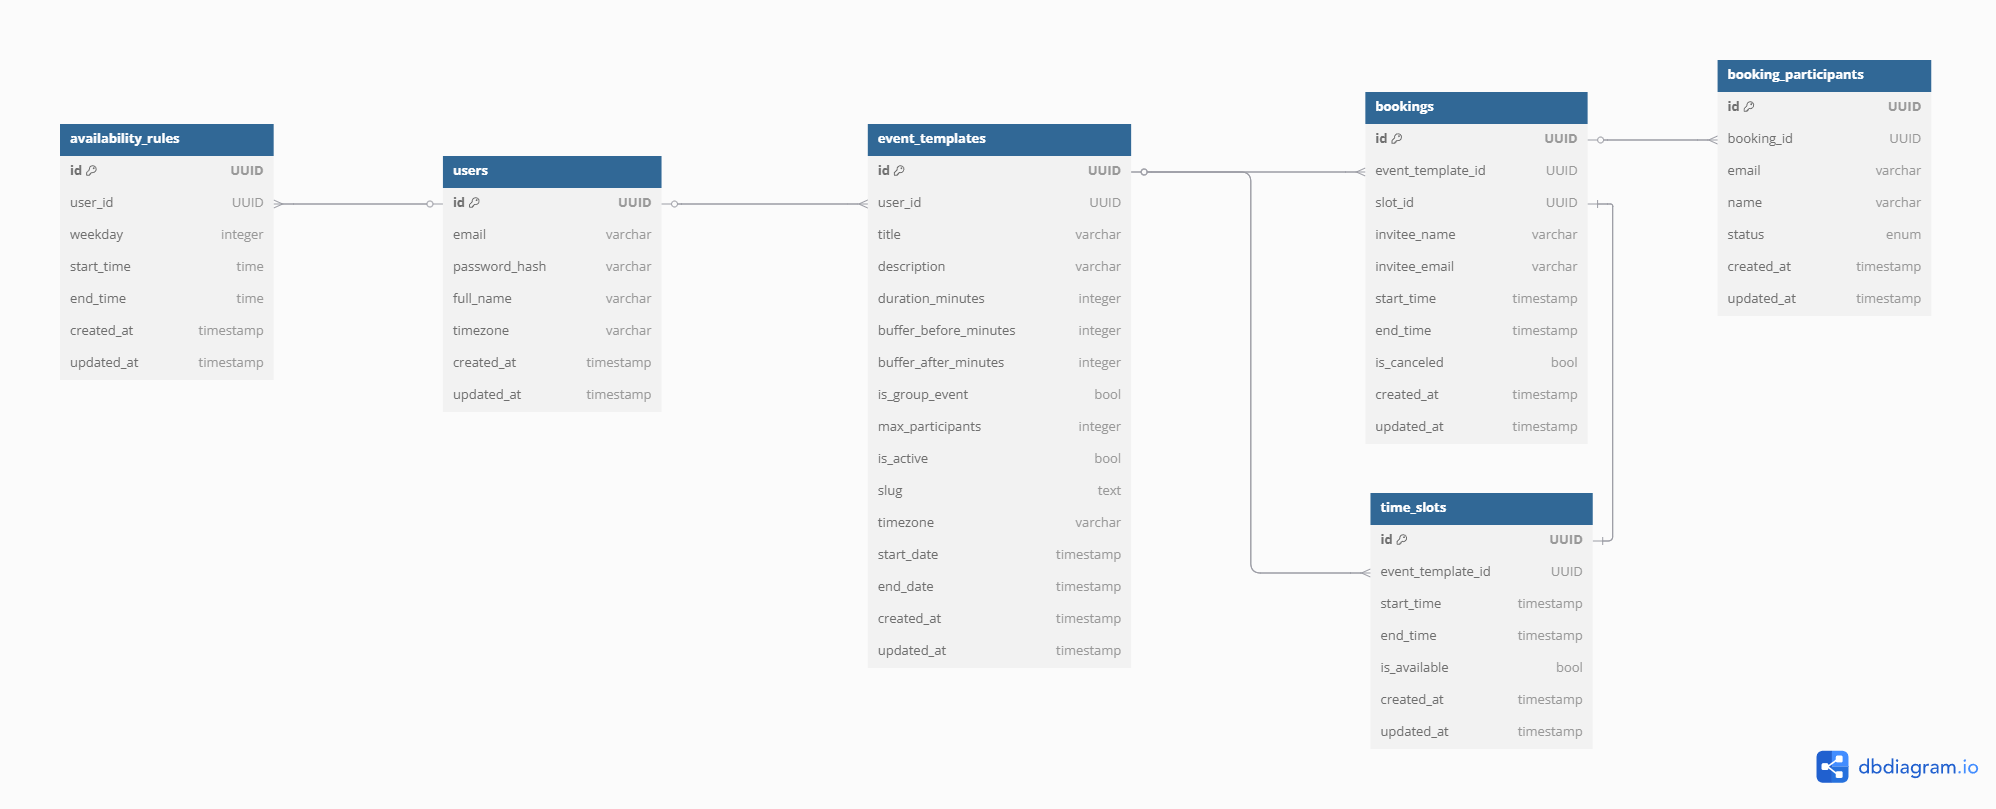 availability_rules
id UUID
user_id UUID
weekday integer
start_time time
end_time time
created_at timestamp
updated_at timestamp
users
id UUID
email varchar
password_hash varchar
full_name varchar
timezone varchar
created_at timestamp
updated_at timestamp
event_templates
id UUID
user_id UUID
title varchar
description varchar
duration_minutes integer
buffer_before_minutes integer
buffer_after_minutes integer
is_group_event bool
max_participants integer
is_active bool
slug text
timezone varchar
start_date timestamp
end_date timestamp
created_at timestamp
updated_at timestamp
bookings
id UUID
event_template_id UUID
slot_id UUID
invitee_name varchar
invitee_email varchar
start_time timestamp
end_time timestamp
is_canceled bool
created_at timestamp
updated_at timestamp
time_slots
id UUID
event_template_id UUID
start_time timestamp
end_time timestamp
is_available bool
created_at timestamp
updated_at timestamp
booking_participants
id UUID
booking_id UUID
email varchar
name varchar
status enum
created_at timestamp
updated_at timestamp
dbdiagram.io